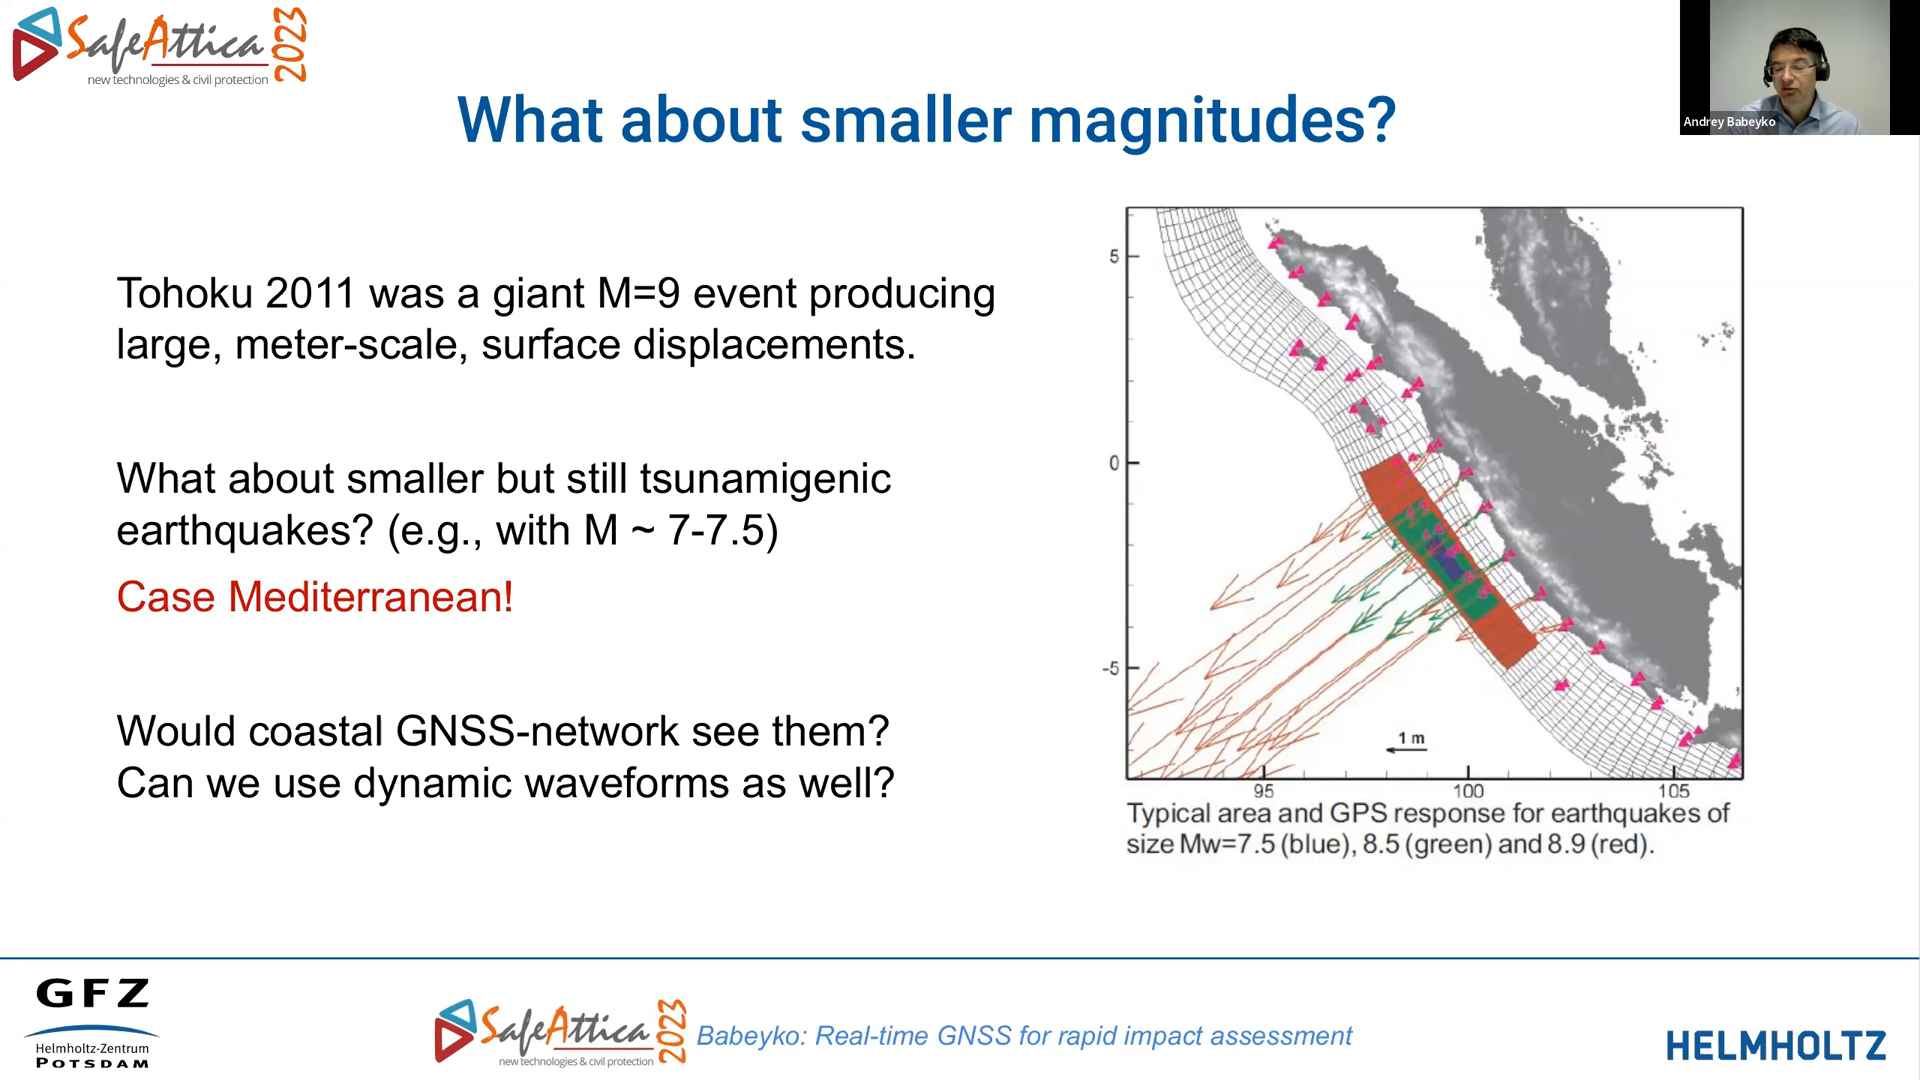 SafeAttica 2023
new technologies & civil protection
Andrey Babeyko
What about smaller magnitudes?
Tohoku 2011 was a giant M=9 event producing
large, meter-scale, surface displacements.
What about smaller but still tsunamigenic
earthquakes? (e.g., with M ~ 7-7.5)
Case Mediterranean!
Would coastal GNSS-network see them?
Can we use dynamic waveforms as well?
5
0
-5
1 m
95 100 105
Typical area and GPS response for earthquakes of
size Mw=7.5 (blue), 8.5 (green) and 8.9 (red).
GFZ
Helmholtz-Zentrum
POTSDAM
SafeAttica 2023
new technologies & civil protection
Babeyko: Real-time GNSS for rapid impact assessment
HELMHOLTZ